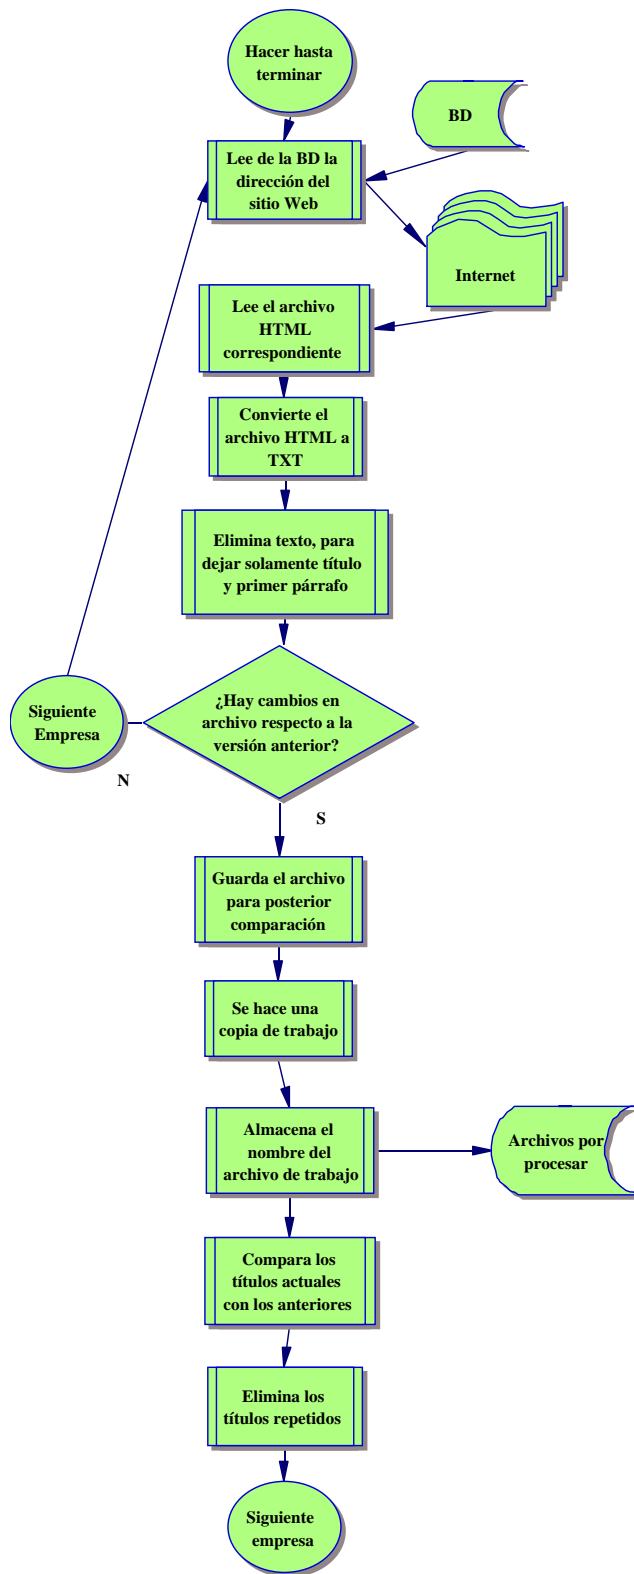 Hacer hasta
terminar
BD
Lee de la BD la
dirección del
sitio Web
Internet
Lee el archivo
HTML
correspondiente
Convierte el
archivo HTML a
TXT
Elimina texto, para
dejar solamente título
y primer párrafo
¿Hay cambios en
archivo respecto a la
versión anterior?
Siguiente
Empresa
N
S
Guarda el archivo
para posterior
comparación
Se hace una
copia de trabajo
Almacena el
nombre del
archivo de trabajo
Archivos por
procesar
Compara los
títulos actuales
con los anteriores
Elimina los
títulos repetidos
Siguiente
empresa